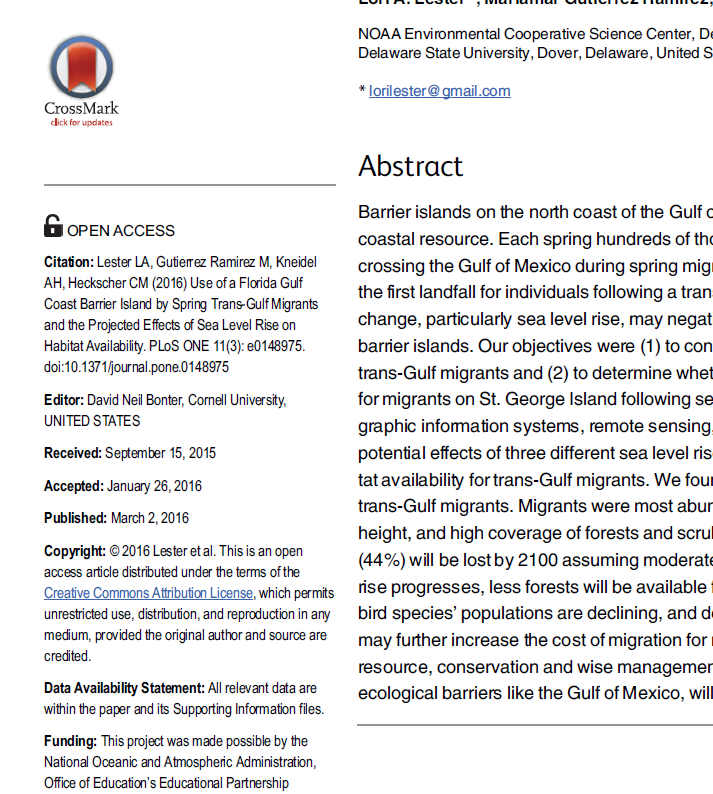 NOAA Environmental Cooperative Science Center, De
Delaware State University, Dover, Delaware, United S
* lorilester@gmail.com
CrossMark
click for updates
OPEN ACCESS
Citation: Lester LA, Gutierrez Ramirez M, Kneidel
AH, Heckscher CM (2016) Use of a Florida Gulf
Coast Barrier Island by Spring Trans-Gulf Migrants
and the Projected Effects of Sea Level Rise on
Habitat Availability. PLoS ONE 11(3): e0148975.
doi:10.1371/journal.pone.0148975
Editor: David Neil Bonter, Cornell University,
UNITED STATES
Received: September 15, 2015
Accepted: January 26, 2016
Published: March 2, 2016
Copyright: © 2016 Lester et al. This is an open
access article distributed under the terms of the
Creative Commons Attribution License, which permits
unrestricted use, distribution, and reproduction in any
medium, provided the original author and source are
credited.
Data Availability Statement: All relevant data are
within the paper and its Supporting Information files.
Funding: This project was made possible by the
National Oceanic and Atmospheric Administration,
Office of Education's Educational Partnership
Abstract
Barrier islands on the north coast of the Gulf o
coastal resource. Each spring hundreds of tho
crossing the Gulf of Mexico during spring migr
the first landfall for individuals following a tran
change, particularly sea level rise, may negat
barrier islands. Our objectives were (1) to con
trans-Gulf migrants and (2) to determine whet
for migrants on St. George Island following se
graphic information systems, remote sensing,
potential effects of three different sea level rise
tat availability for trans-Gulf migrants. We foun
trans-Gulf migrants. Migrants were most abun
height, and high coverage of forests and scrub
(44%) will be lost by 2100 assuming moderate
rise progresses, less forests will be available f
bird species' populations are declining, and de
may further increase the cost of migration for
resource, conservation and wise managemen
ecological barriers like the Gulf of Mexico, will